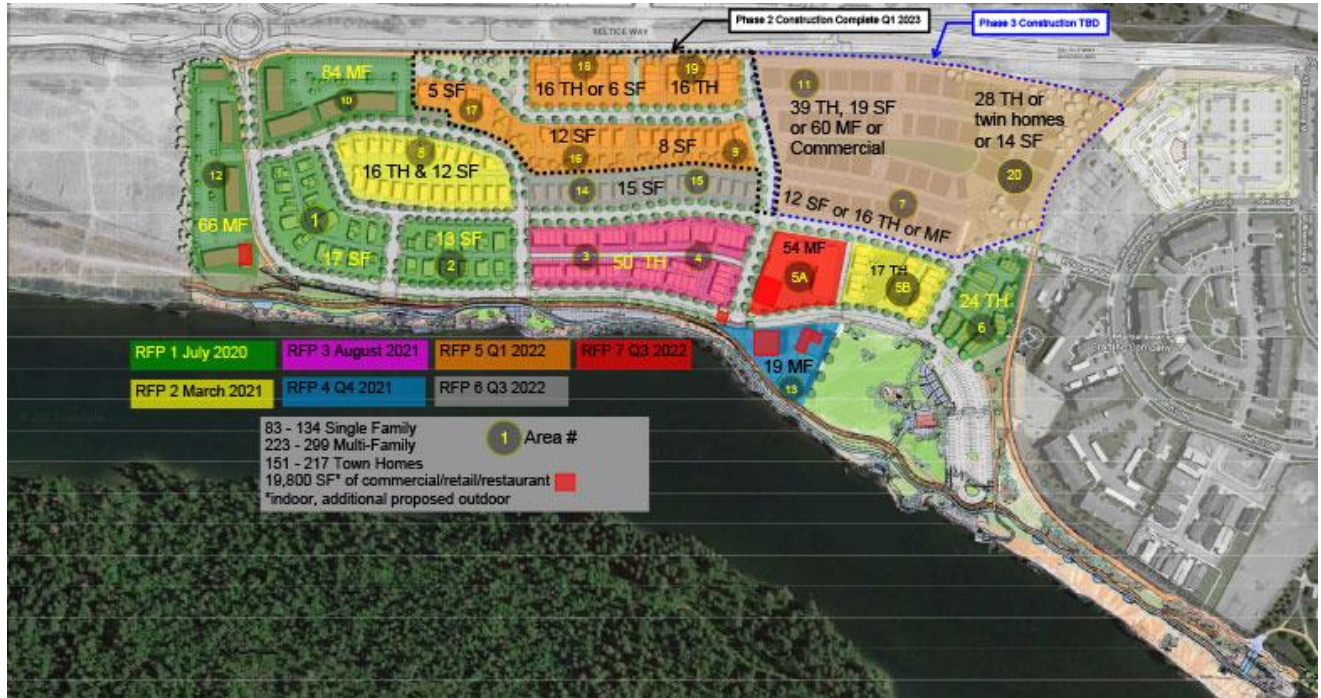 Phase 2 Construction Complete Q1 2023
Phase 3 Construction TBD
SELTICE WAY
84 MF
10
5 SF
17
18
16 TH or 6 SF
19
16 TH
11
39 TH, 19 SF
or 60 MF or
Commercial
28 TH or
twin homes
or 14 SF
20
12 SF
16
8 SF
9
8
16 TH & 12 SF
12
66 MF
14
15 SF
15
7
12 SF or 16 TH or MF
1
17 SF
13 SF
2
3
50 TH
4
54 MF
5A
17 TH
5B
24 TH
6
19 MF
13
RFP 1 July 2020
RFP 3 August 2021
RFP 5 Q1 2022
RFP 7 Q3 2022
RFP 2 March 2021
RFP 4 Q4 2021
RFP 6 Q3 2022
83 - 134 Single Family
223 - 299 Multi-Family
151 - 217 Town Homes
19,800 SF* of commercial/retail/restaurant
*indoor, additional proposed outdoor
1 Area #